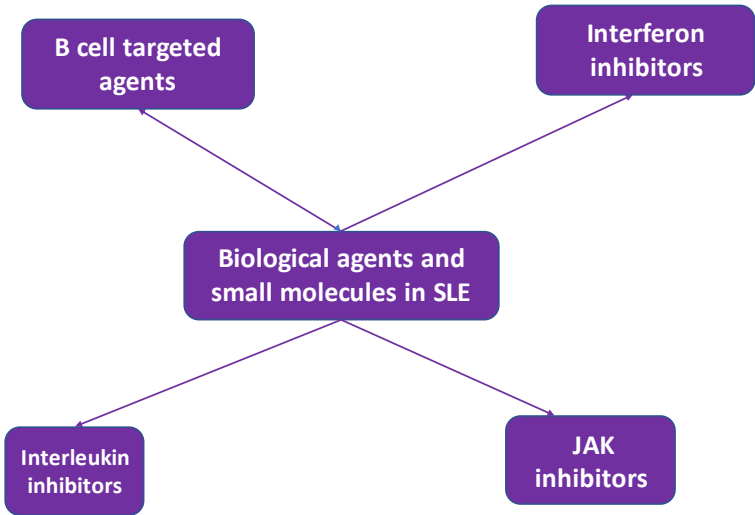 B cell targeted
agents
Interferon
inhibitors
Biological agents and
small molecules in SLE
Interleukin
inhibitors
JAK
inhibitors